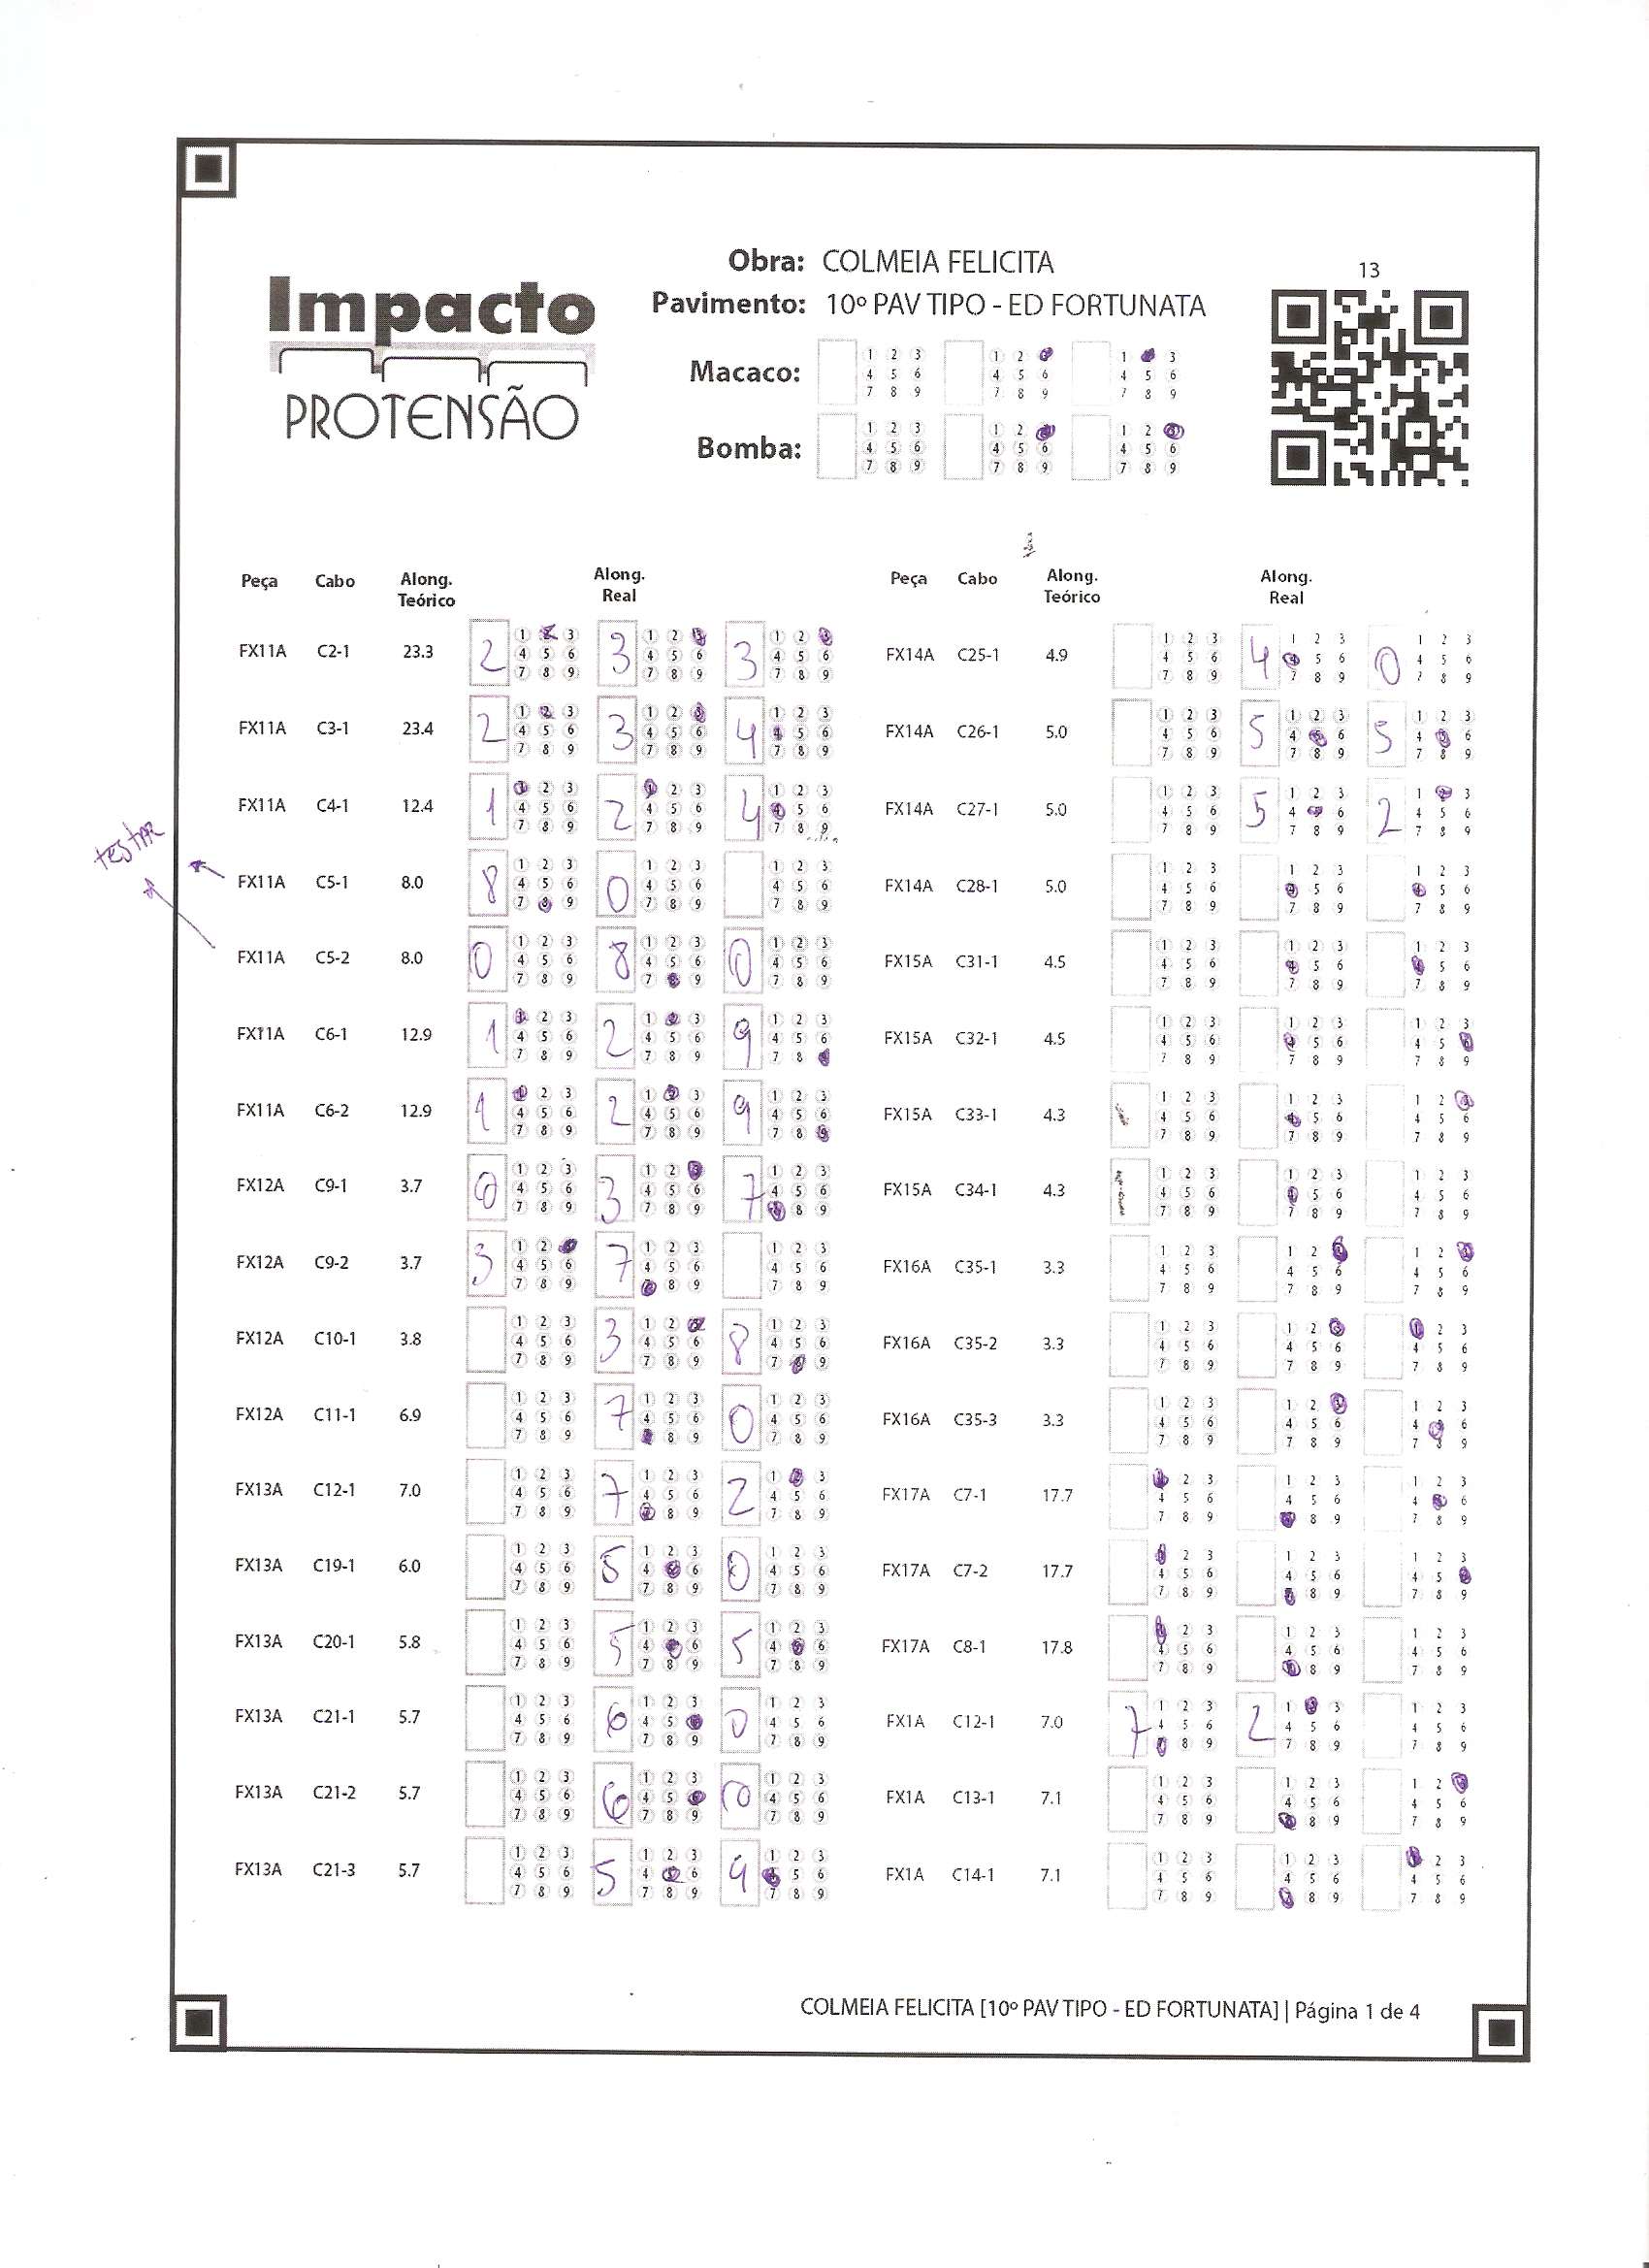 13
Obra: COLMEIA FELICITA
Pavimento: 10º PAV TIPO - ED FORTUNATA
Impacto
PROTENSÃO
Macaco:
Bomba:
Peça Cabo Along. Teórico Along. Real
FX11A C2-1 23.3 2 3 3
FX11A C3-1 23.4 2 3 4
FX11A C4-1 12.4 1 2 4
testar
FX11A C5-1 8.0 8 0
FX11A C5-2 8.0 0 8 0
FX11A C6-1 12.9 1 2 9
FX11A C6-2 12.9 1 2 9
FX12A C9-1 3.7 0 3 7
FX12A C9-2 3.7 3 7
FX12A C10-1 3.8 3 8
FX12A C11-1 6.9 7 0
FX13A C12-1 7.0 7 2
FX13A C19-1 6.0 5 0
FX13A C20-1 5.8 5 5
FX13A C21-1 5.7 6 0
FX13A C21-2 5.7 6 0
FX13A C21-3 5.7 5 9
Peça Cabo Along. Teórico Along. Real
FX14A C25-1 4.9 4 0
FX14A C26-1 5.0 5 5
FX14A C27-1 5.0 5 2
FX14A C28-1 5.0
FX15A C31-1 4.5
FX15A C32-1 4.5
FX15A C33-1 4.3
FX15A C34-1 4.3
FX16A C35-1 3.3
FX16A C35-2 3.3
FX16A C35-3 3.3
FX17A C7-1 17.7
FX17A C7-2 17.7
FX17A C8-1 17.8
FX1A C12-1 7.0 7 2
FX1A C13-1 7.1
FX1A C14-1 7.1
COLMEIA FELICITA [10º PAV TIPO - ED FORTUNATA] | Página 1 de 4